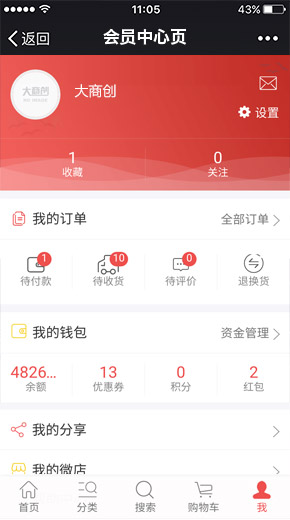 11:05
43%
返回
会员中心页
大商创
大商创
设置
1
收藏
0
关注
我的订单
全部订单
1
待付款
10
待收货
0
待评价
退换货
我的钱包
资金管理
4826...
余额
13
优惠券
0
积分
2
红包
我的分享
我的微店
首页
分类
搜索
购物车
我